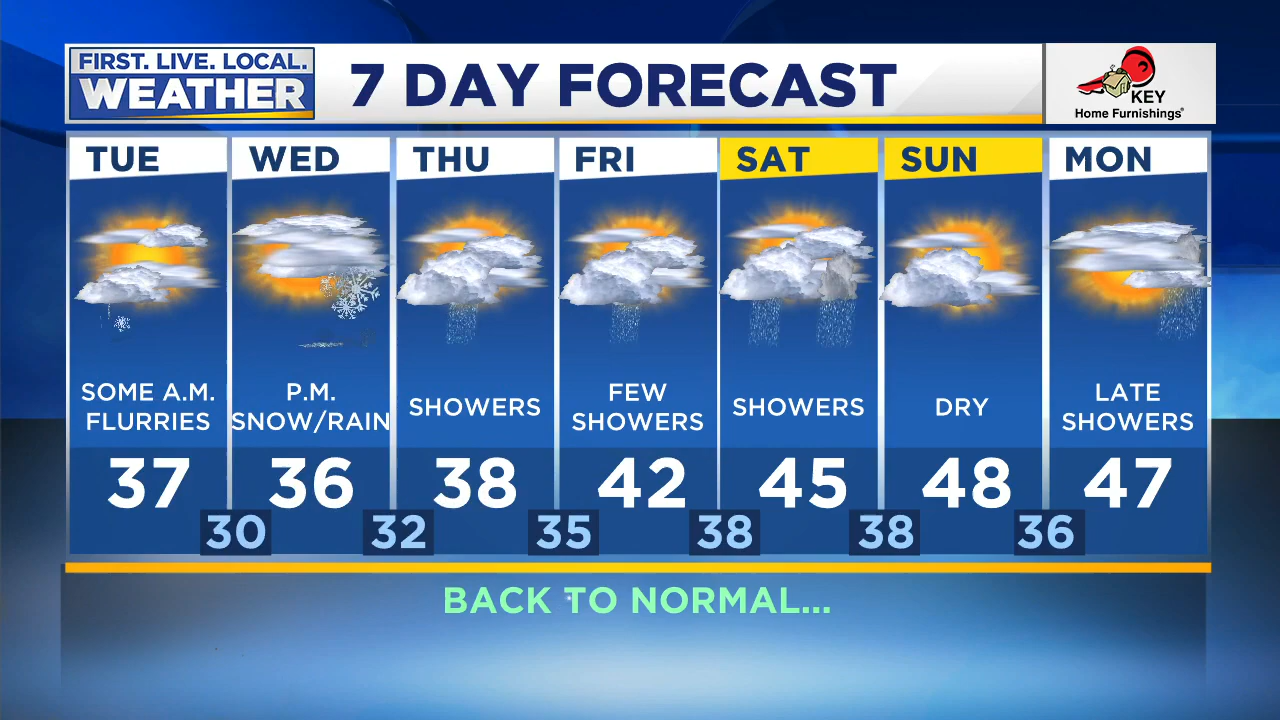 FIRST. LIVE. LOCAL.
WEATHER
7 DAY FORECAST
KEY
Home Furnishings®
TUE WED THU FRI SAT SUN MON
SOME A.M.
FLURRIES
P.M.
SNOW/RAIN
SHOWERS
FEW
SHOWERS
SHOWERS
DRY
LATE
SHOWERS
37 36 38 42 45 48 47
30 32 35 38 38 36
BACK TO NORMAL...